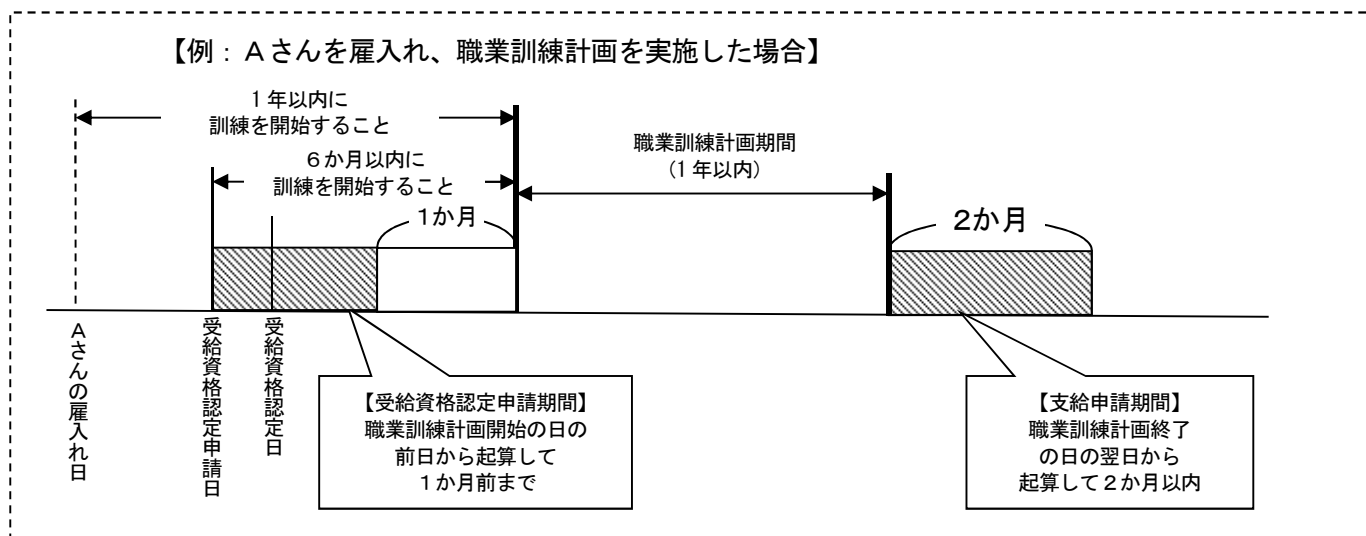 【例：Ａさんを雇入れ、職業訓練計画を実施した場合】
１年以内に
訓練を開始すること
６か月以内に
訓練を開始すること
1か月
職業訓練計画期間
(１年以内)
2か月
Ａさんの雇入れ日
受給資格認定申請日
受給資格認定日
【受給資格認定申請期間】
職業訓練計画開始の日の
前日から起算して
１か月前まで
【支給申請期間】
職業訓練計画終了
の日の翌日から
起算して２か月以内